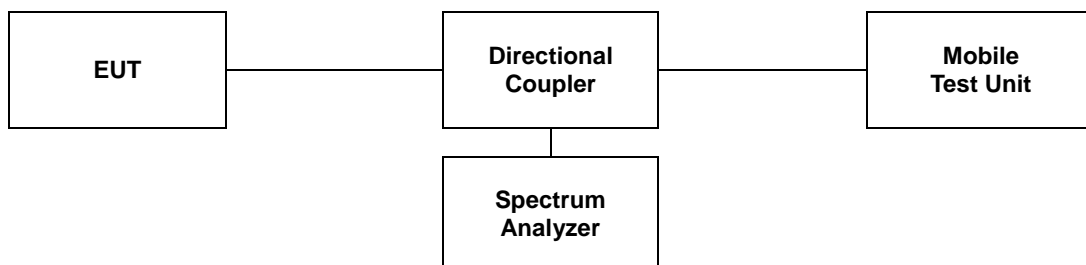 EUT
Directional
Coupler
Mobile
Test Unit
Spectrum
Analyzer